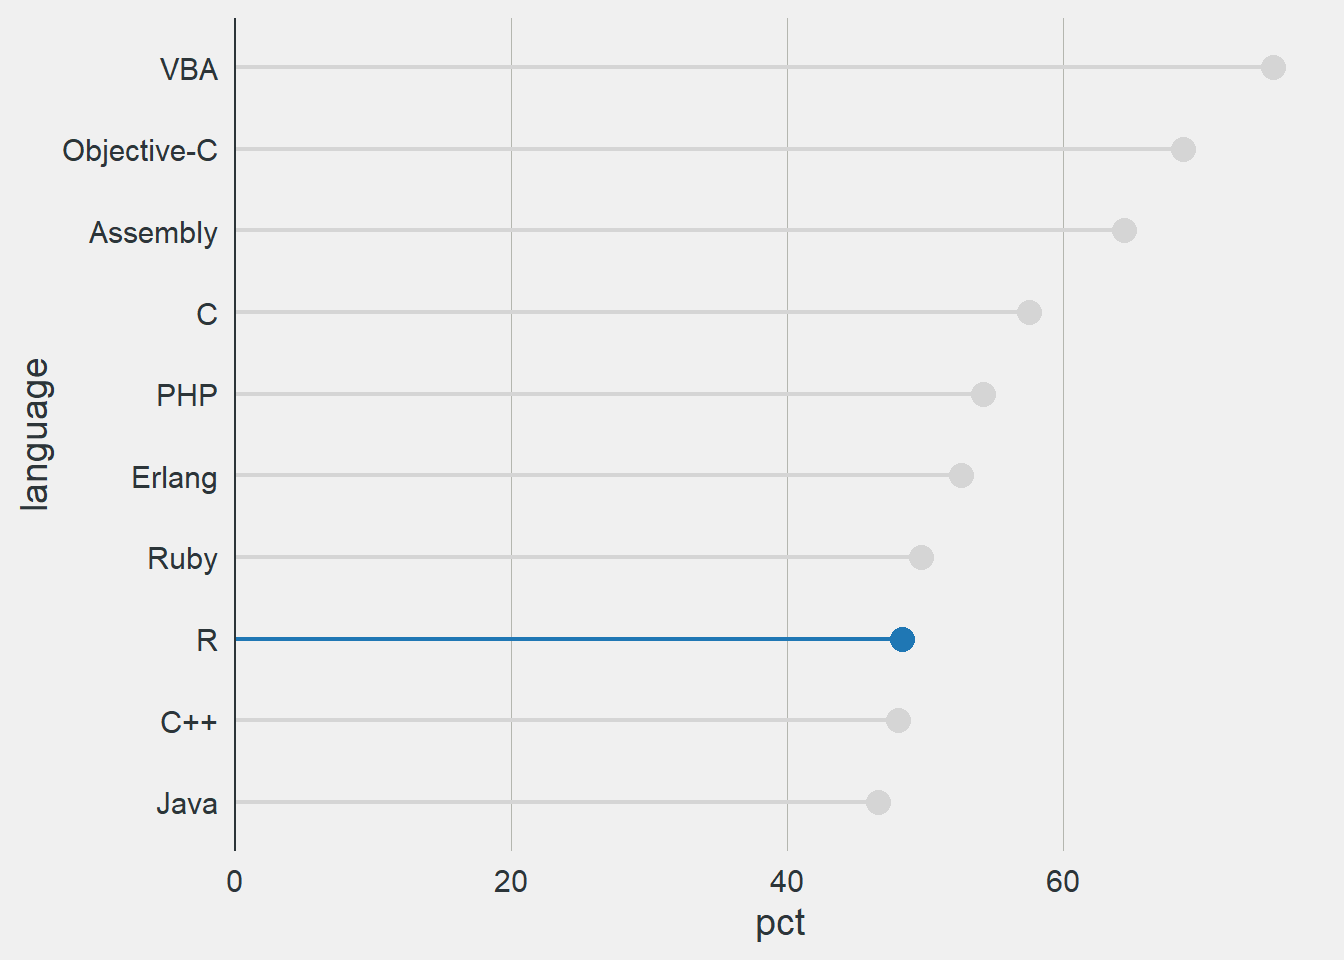 VBA
Objective-C
Assembly
C
PHP
Erlang
Ruby
R
C++
Java
language
0 20 40 60
pct